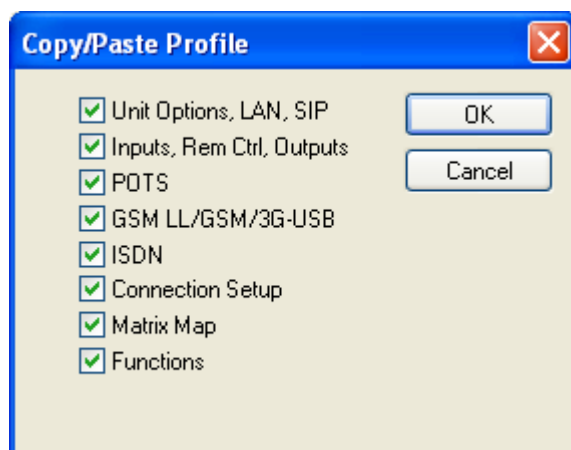 Copy/Paste Profile
Unit Options, LAN, SIP
OK
Inputs, Rem Ctrl, Outputs
Cancel
POTS
GSM LL/GSM/3G-USB
ISDN
Connection Setup
Matrix Map
Functions